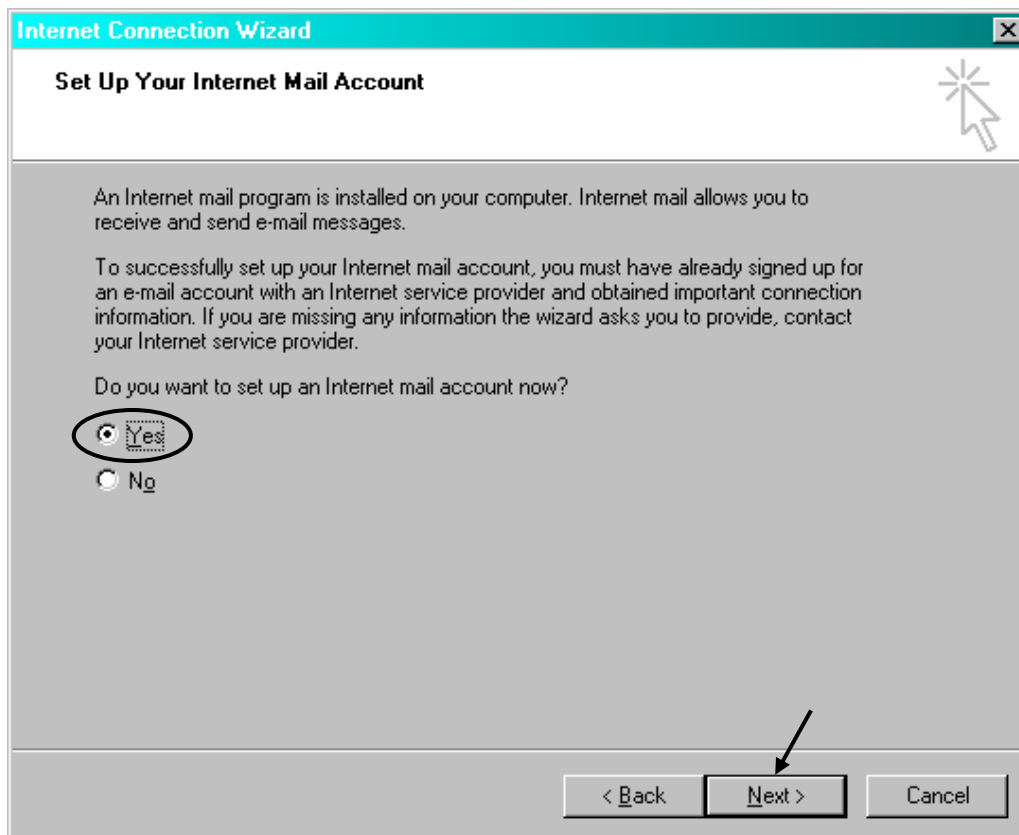 Internet Connection Wizard
Set Up Your Internet Mail Account
An Internet mail program is installed on your computer. Internet mail allows you to
receive and send e-mail messages.
To successfully set up your Internet mail account, you must have already signed up for
an e-mail account with an Internet service provider and obtained important connection
information. If you are missing any information the wizard asks you to provide, contact
your Internet service provider.
Do you want to set up an Internet mail account now?
Yes
No
< Back
Next >
Cancel